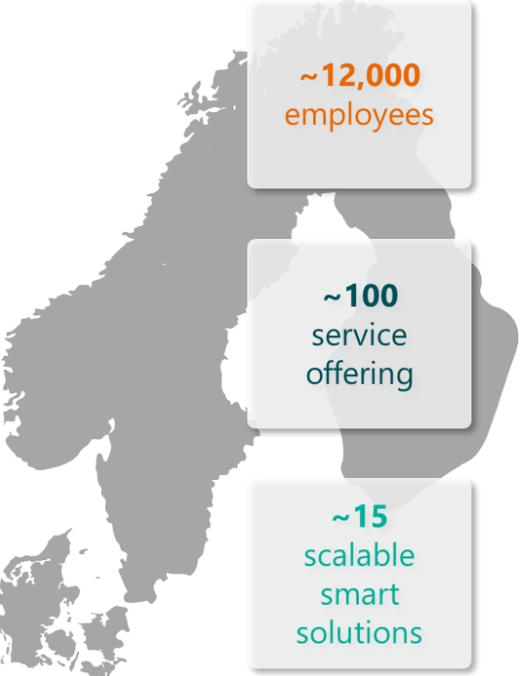 ~12,000
employees
~100
service
offering
~15
scalable
smart
solutions